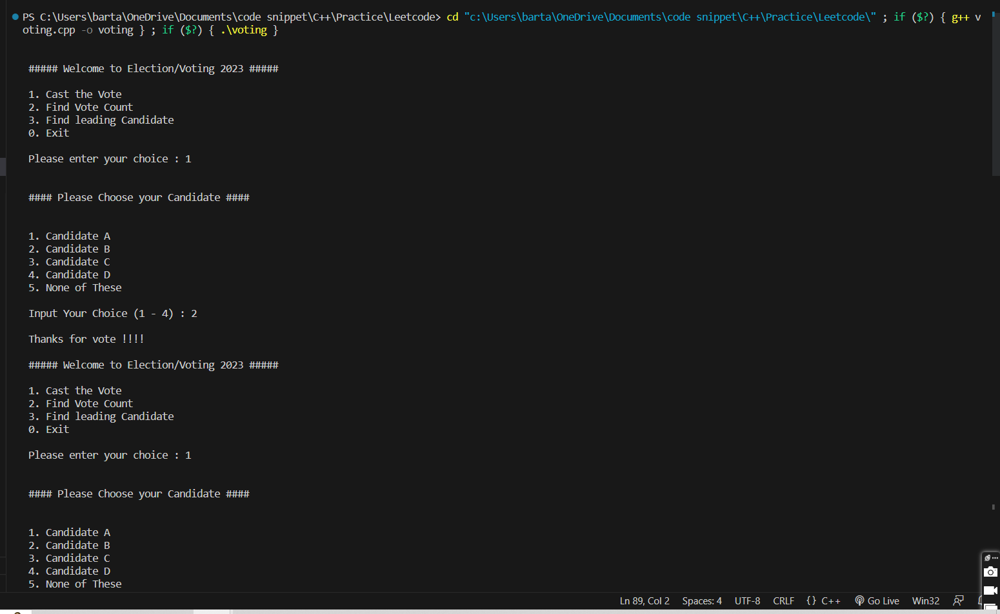 PS C:\Users\barta\OneDrive\Documents\code snippet\C++\Practice\Leetcode> cd "c:\Users\barta\OneDrive\Documents\code snippet\C++\Practice\Leetcode\" ; if ($?) { g++ v
oting.cpp -o voting } ; if ($?) { .\voting }
##### Welcome to Election/Voting 2023 #####
1. Cast the Vote
2. Find Vote Count
3. Find leading Candidate
0. Exit
Please enter your choice : 1
#### Please Choose your Candidate ####
1. Candidate A
2. Candidate B
3. Candidate C
4. Candidate D
5. None of These
Input Your Choice (1 - 4) : 2
Thanks for vote !!!!
##### Welcome to Election/Voting 2023 #####
1. Cast the Vote
2. Find Vote Count
3. Find leading Candidate
0. Exit
Please enter your choice : 1
#### Please Choose your Candidate ####
1. Candidate A
2. Candidate B
3. Candidate C
4. Candidate D
5. None of These
Ln 89, Col 2 Spaces: 4 UTF-8 CRLF {} C++ Go Live Win32